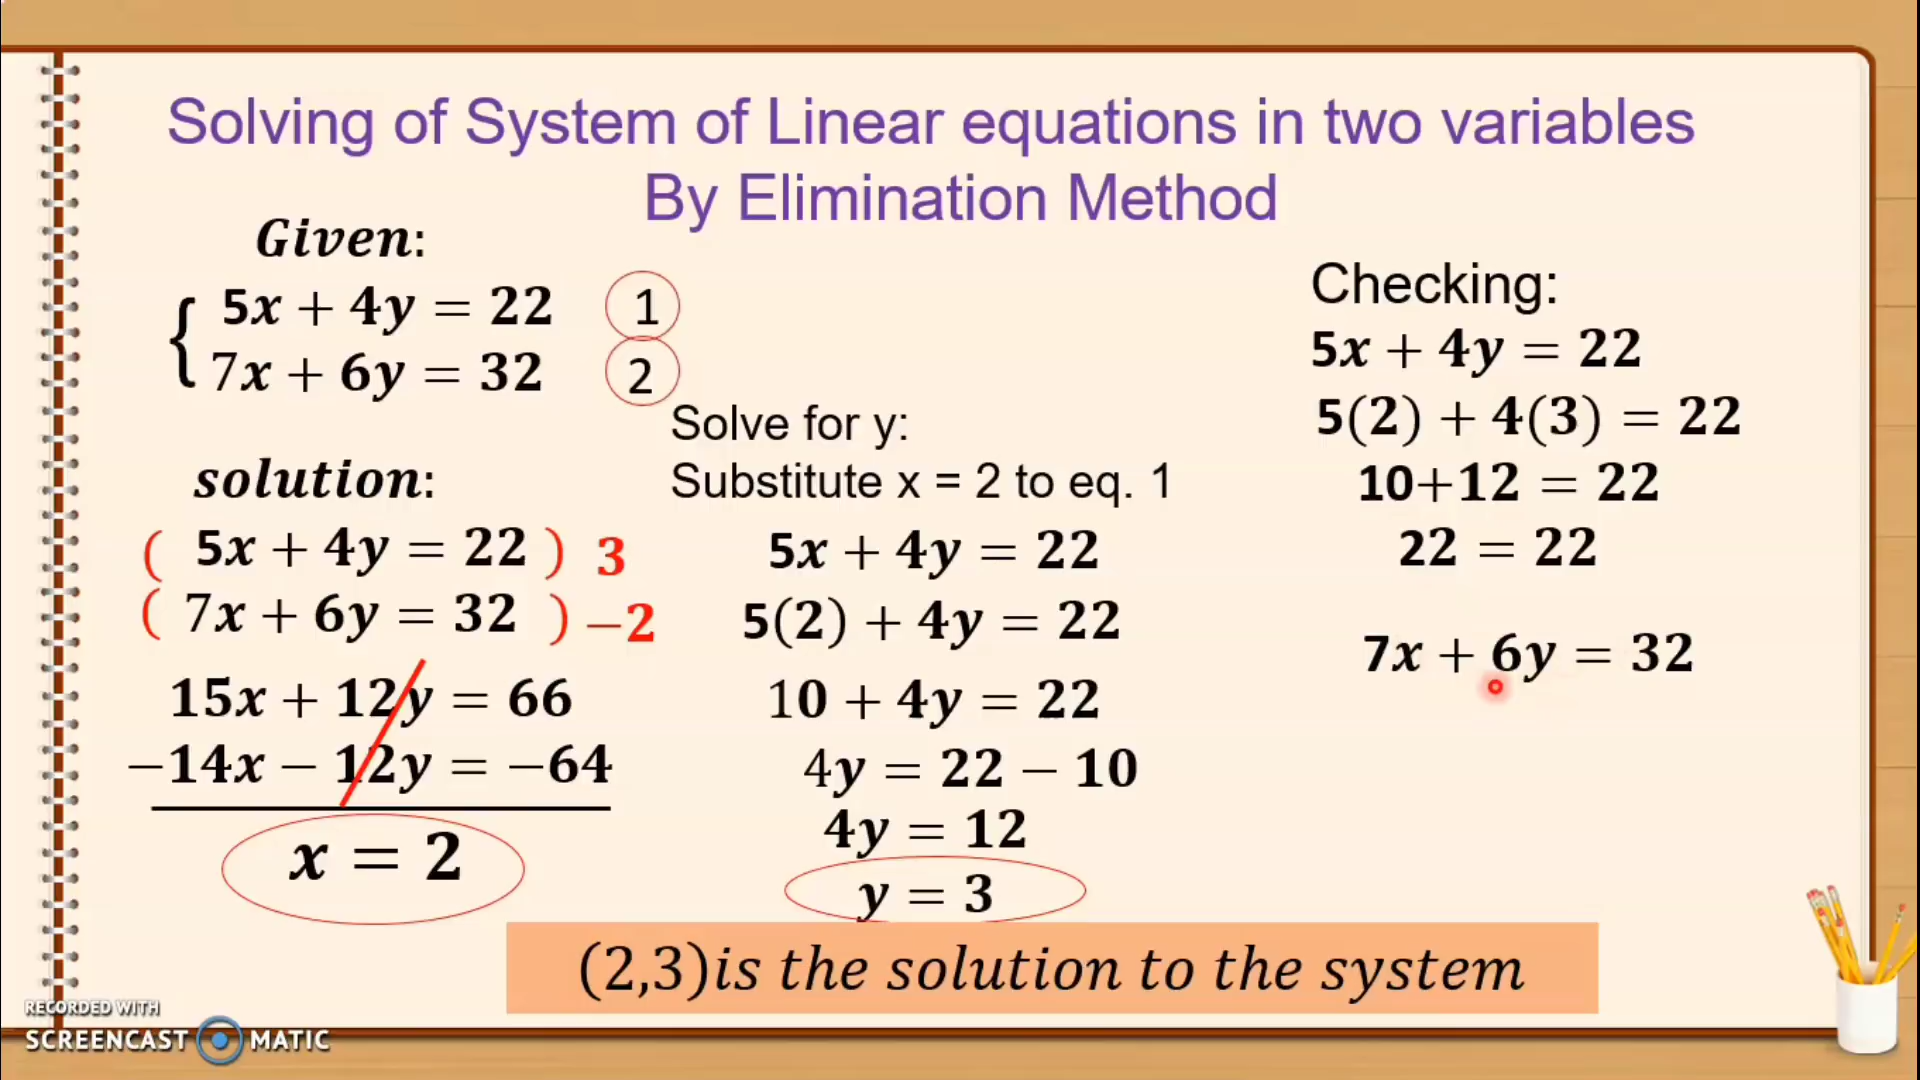 Solving of System of Linear equations in two variables
By Elimination Method
Given:
5x + 4y = 22 1
7x + 6y = 32 2
solution:
( 5x + 4y = 22 ) 3
( 7x + 6y = 32 ) −2
15x + 12y = 66
−14x − 12y = −64
x = 2
Solve for y:
Substitute x = 2 to eq. 1
5x + 4y = 22
5(2) + 4y = 22
10 + 4y = 22
4y = 22 − 10
4y = 12
y = 3
Checking:
5x + 4y = 22
5(2) + 4(3) = 22
10+12 = 22
22 = 22
7x + 6y = 32
(2,3)is the solution to the system
RECORDED WITH
SCREENCAST MATIC